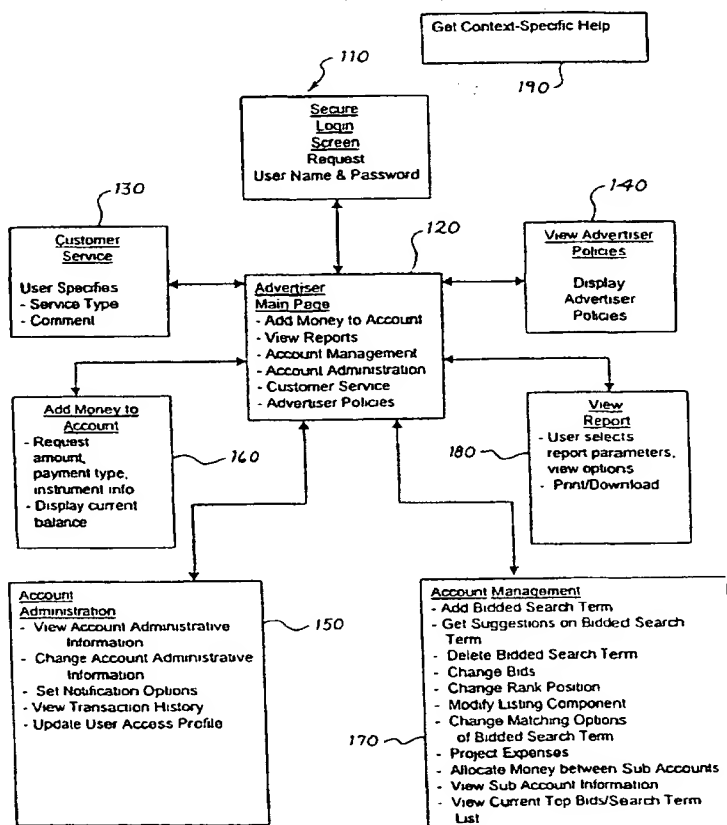 Get Context-Specific Help
190
110
Secure
Login
Screen
Request
User Name & Password
130
Customer
Service
User Specifies
- Service Type
- Comment
120
Advertiser
Main Page
- Add Money to Account
- View Reports
- Account Management
- Account Administration
- Customer Service
- Advertiser Policies
140
View Advertiser
Policies
Display
Advertiser
Policies
Add Money to
Account
- Request
amount,
payment type,
instrument info
- Display current
balance
160
View
Report
- User selects
report parameters,
view options
- Print/Download
180
Account
Administration
- View Account Administrative
Information
- Change Account Administrative
Information
- Set Notification Options
- View Transaction History
- Update User Access Profile
150
Account Management
- Add Bidded Search Term
- Get Suggestions on Bidded Search
Term
- Delete Bidded Search Term
- Change Bids
- Change Rank Position
- Modify Listing Component
- Change Matching Options
of Bidded Search Term
- Project Expenses
- Allocate Money between Sub Accounts
- View Sub Account Information
- View Current Top Bids/Search Term
List
170